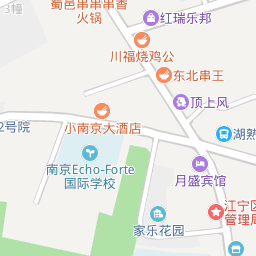 3幢
蜀邑串串串香
火锅
红瑞乐邦
川福烧鸡公
东北串王
顶上风
小南京大酒店
2号院
湖熟
南京Echo-Forte
国际学校
月盛宾馆
江宁区
管理局
家乐花园